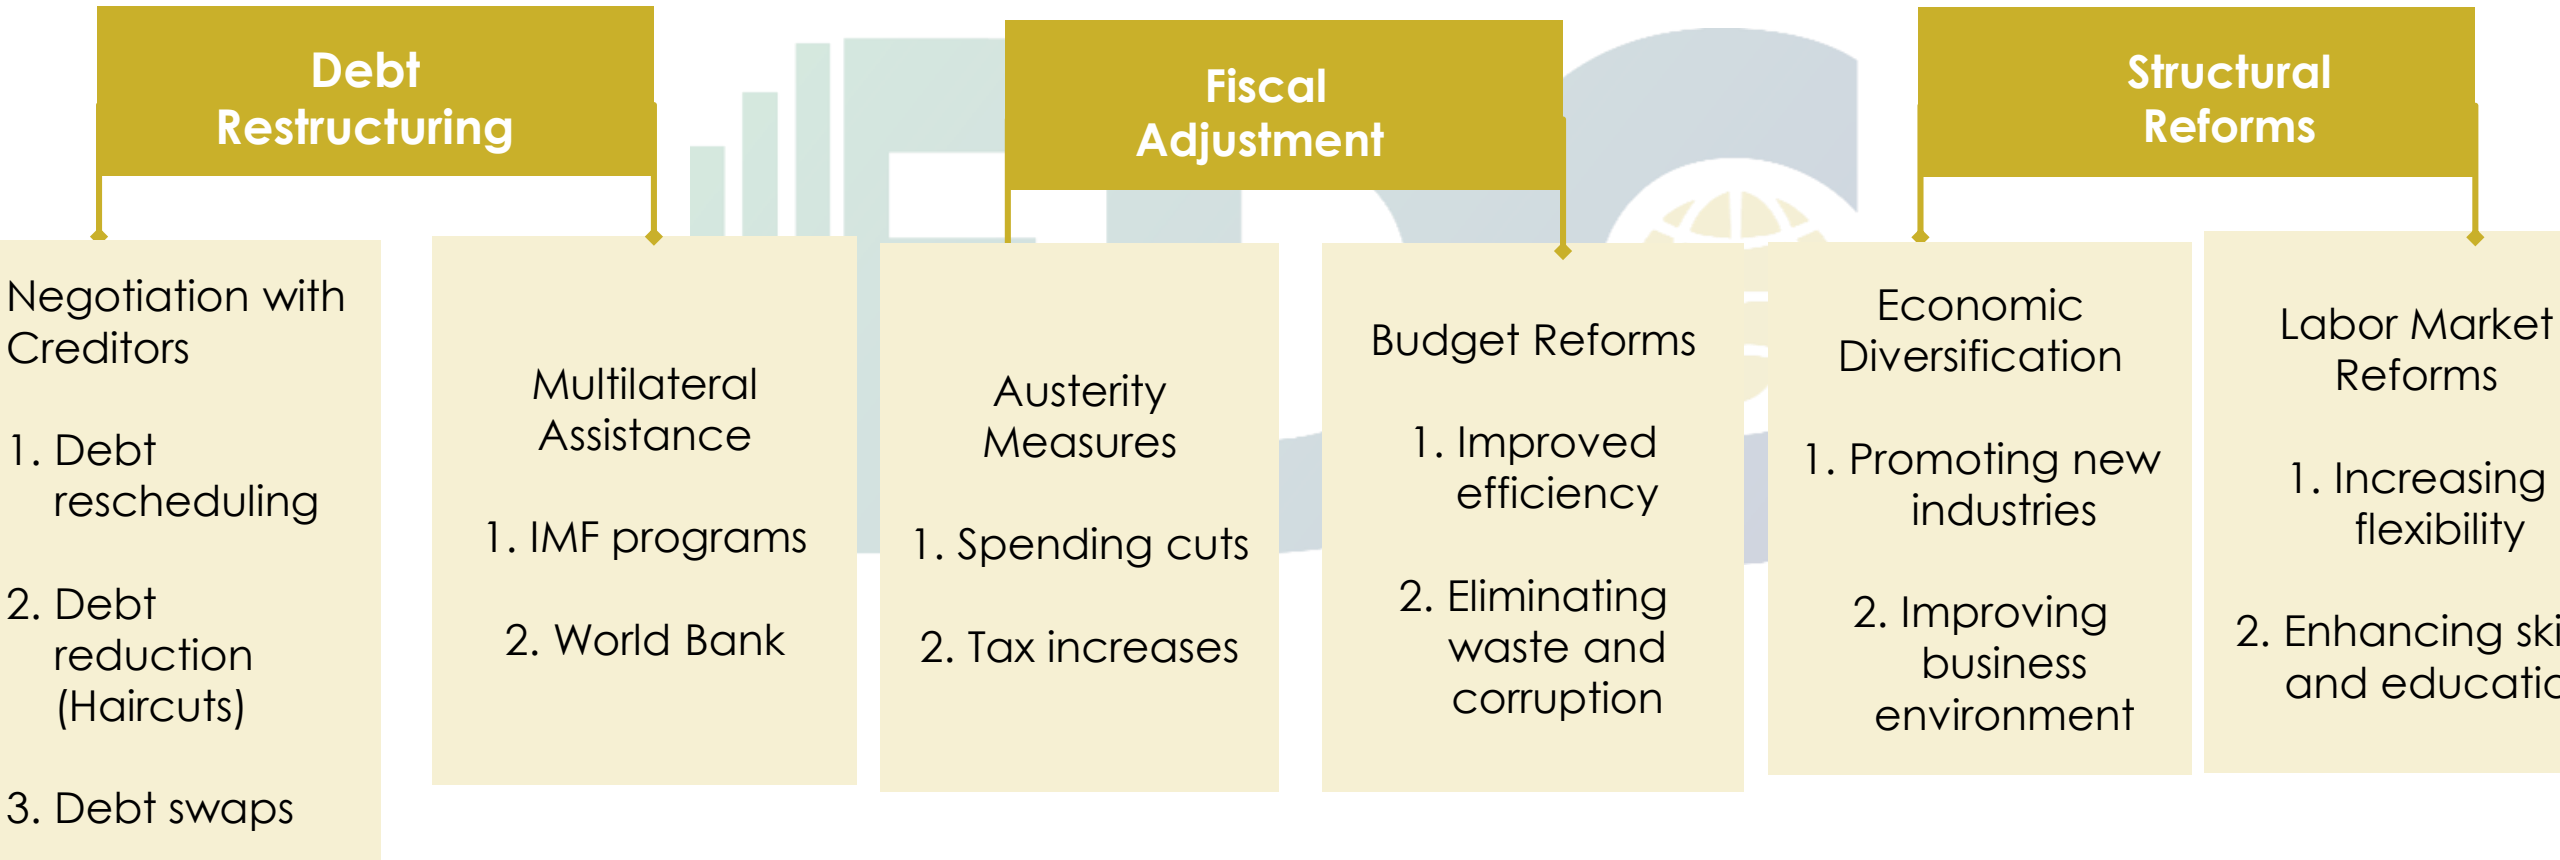 Debt
Restructuring
Negotiation with
Creditors
1. Debt
rescheduling
2. Debt
reduction
(Haircuts)
3. Debt swaps
Multilateral
Assistance
1. IMF programs
2. World Bank
Fiscal
Adjustment
Austerity
Measures
1. Spending cuts
2. Tax increases
Budget Reforms
1. Improved
efficiency
2. Eliminating
waste and
corruption
Structural
Reforms
Economic
Diversification
1. Promoting new
industries
2. Improving
business
environment
Labor Market
Reforms
1. Increasing
flexibility
2. Enhancing
and